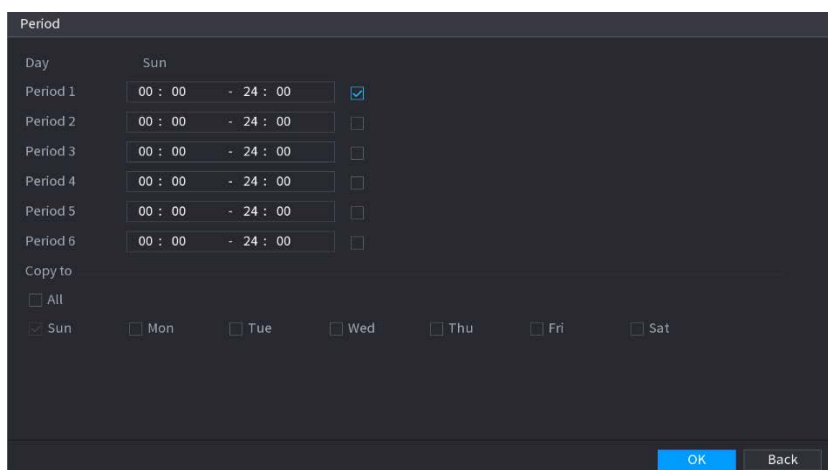 Period
Day Sun
Period 1 00 : 00 - 24 : 00
Period 2 00 : 00 - 24 : 00
Period 3 00 : 00 - 24 : 00
Period 4 00 : 00 - 24 : 00
Period 5 00 : 00 - 24 : 00
Period 6 00 : 00 - 24 : 00
Copy to
All
Sun Mon Tue Wed Thu Fri Sat
OK Back